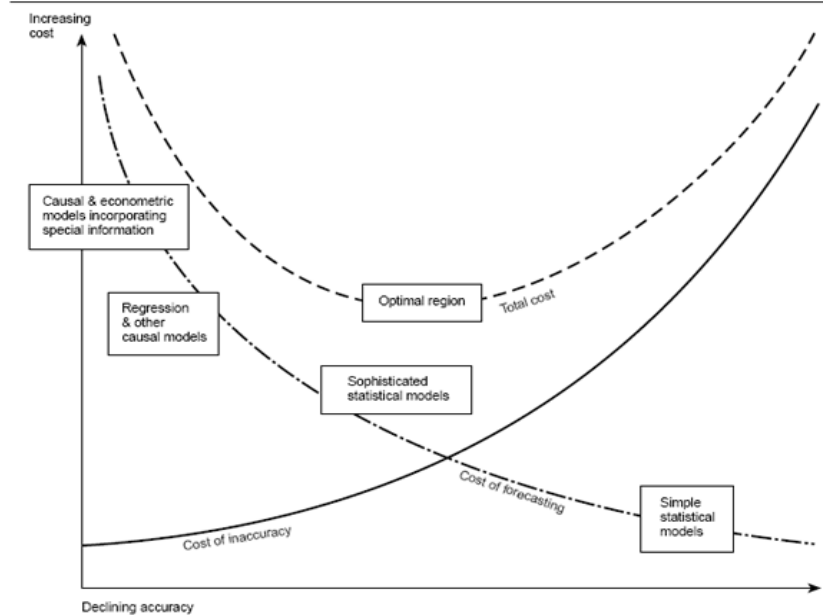 Increasing
cost
Causal & econometric
models incorporating
special information
Regression
& other
causal models
Optimal region
Total cost
Sophisticated
statistical models
Cost of forecasting
Simple
statistical
models
Cost of inaccuracy
Declining accuracy